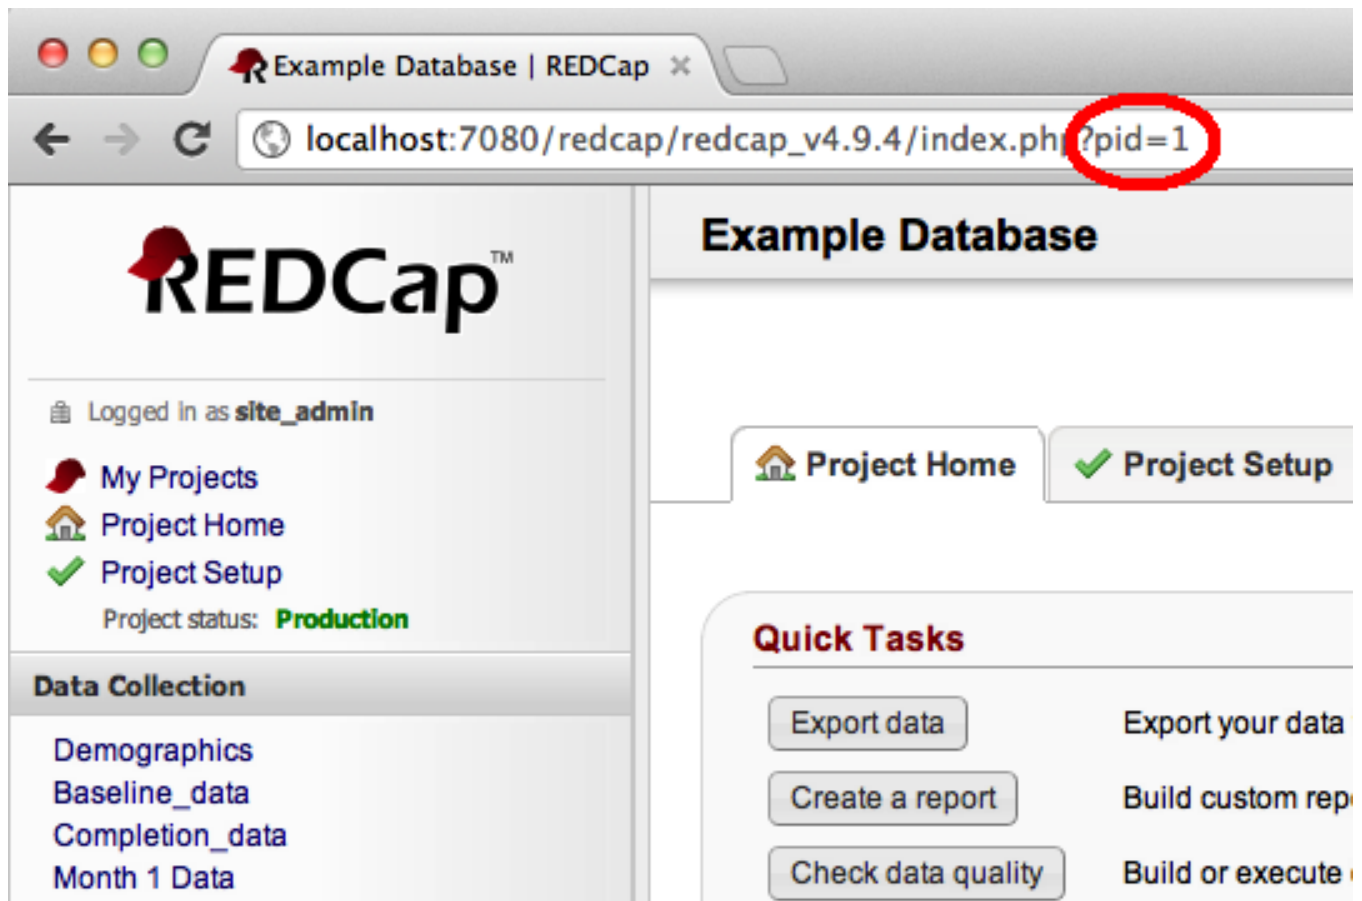 Example Database | REDCap
localhost:7080/redcap/redcap_v4.9.4/index.php?pid=1
REDCap™
Logged in as site_admin
My Projects
Project Home
Project Setup
Project status: Production
Data Collection
Demographics
Baseline_data
Completion_data
Month 1 Data
Example Database
Project Home
Project Setup
Quick Tasks
Export data
Export your data
Create a report
Build custom
Check data quality
Build or execute